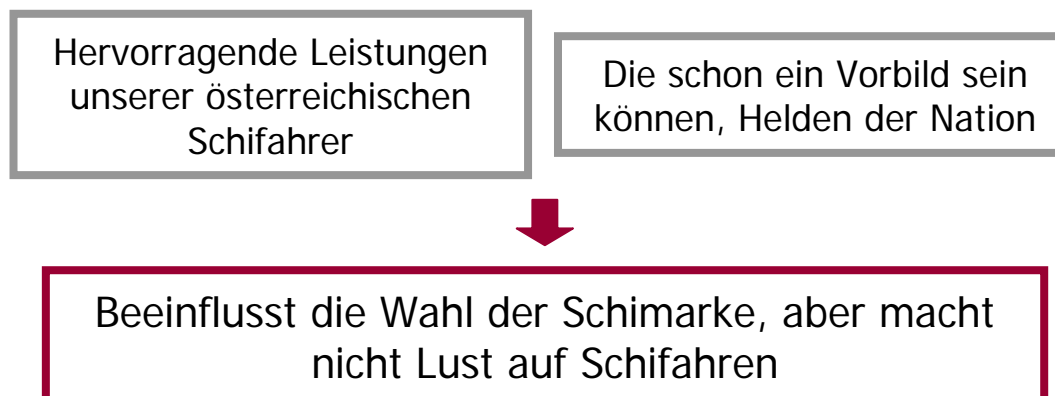 Hervorragende Leistungen
unserer österreichischen
Schifahrer
Die schon ein Vorbild sein
können, Helden der Nation
Beeinflusst die Wahl der Schimarke, aber macht
nicht Lust auf Schifahren